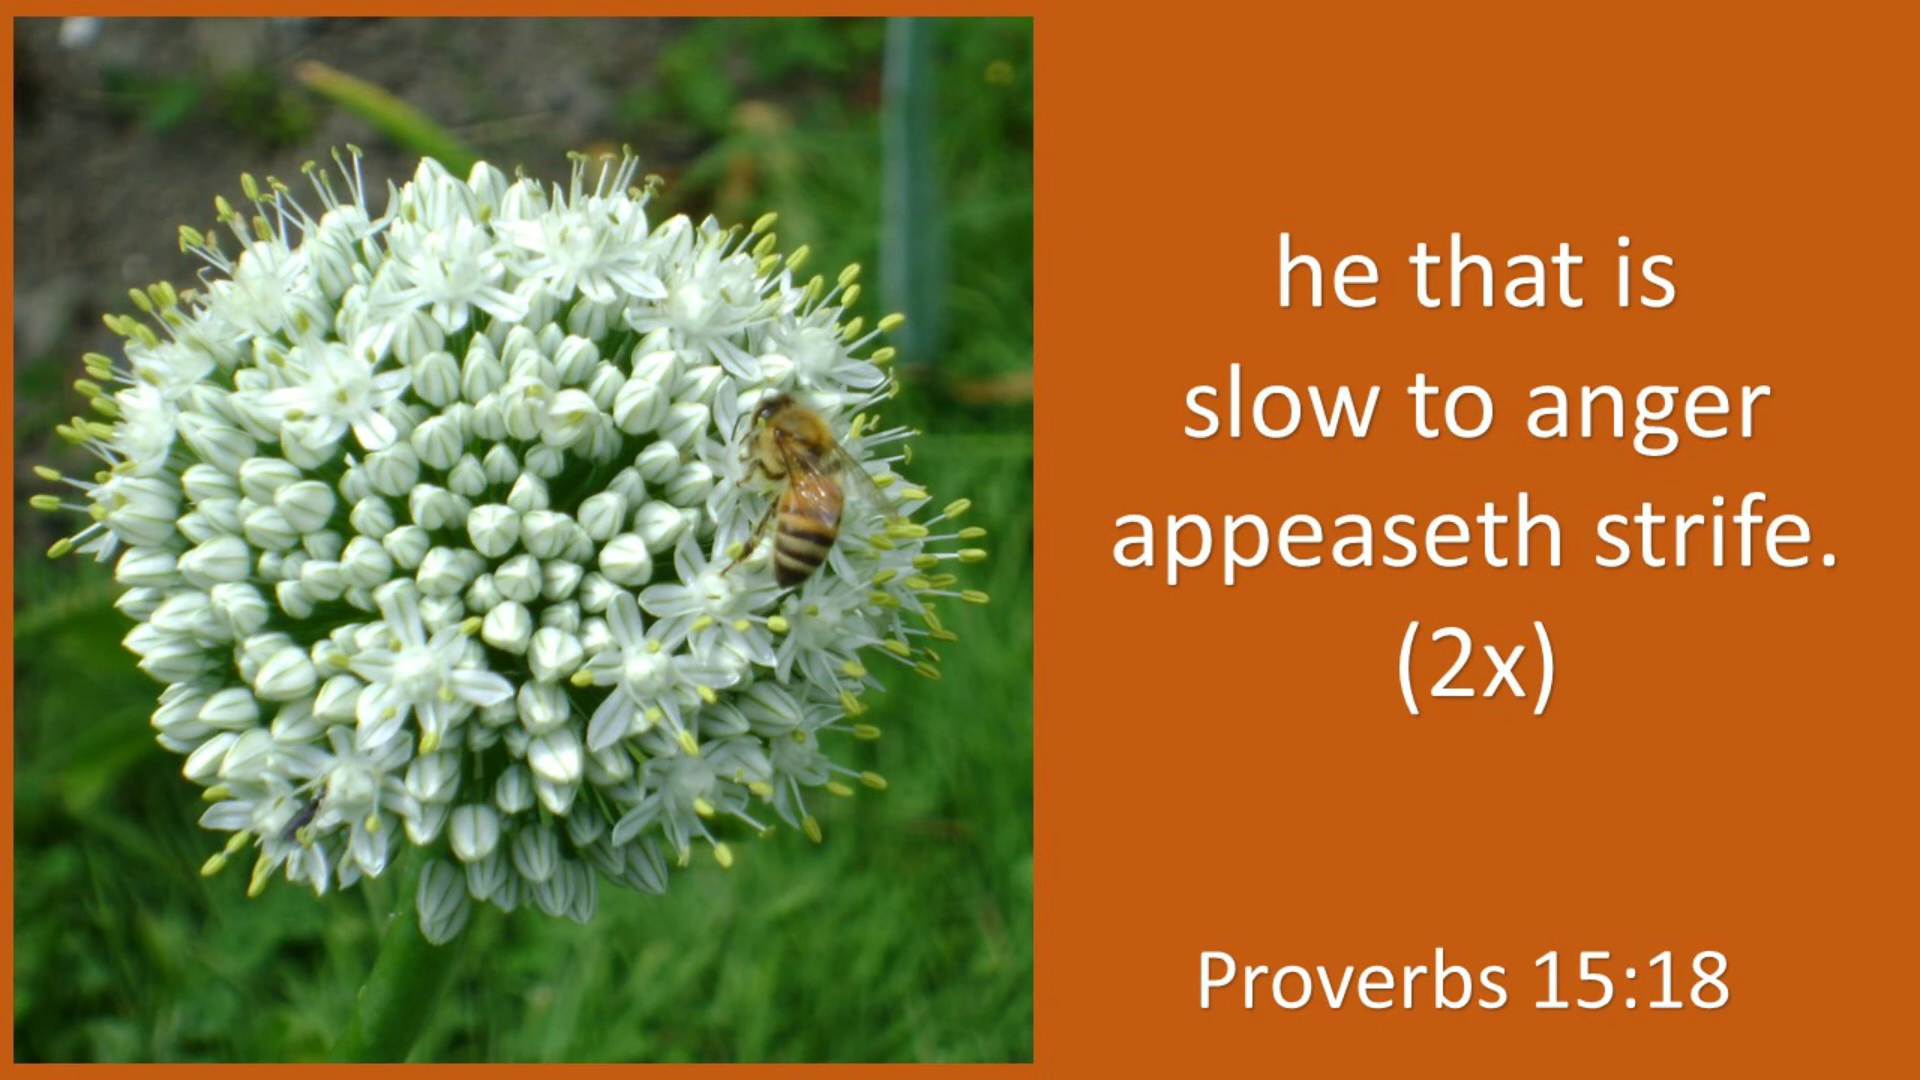 he that is
slow to anger
appeaseth strife.
(2x)
Proverbs 15:18